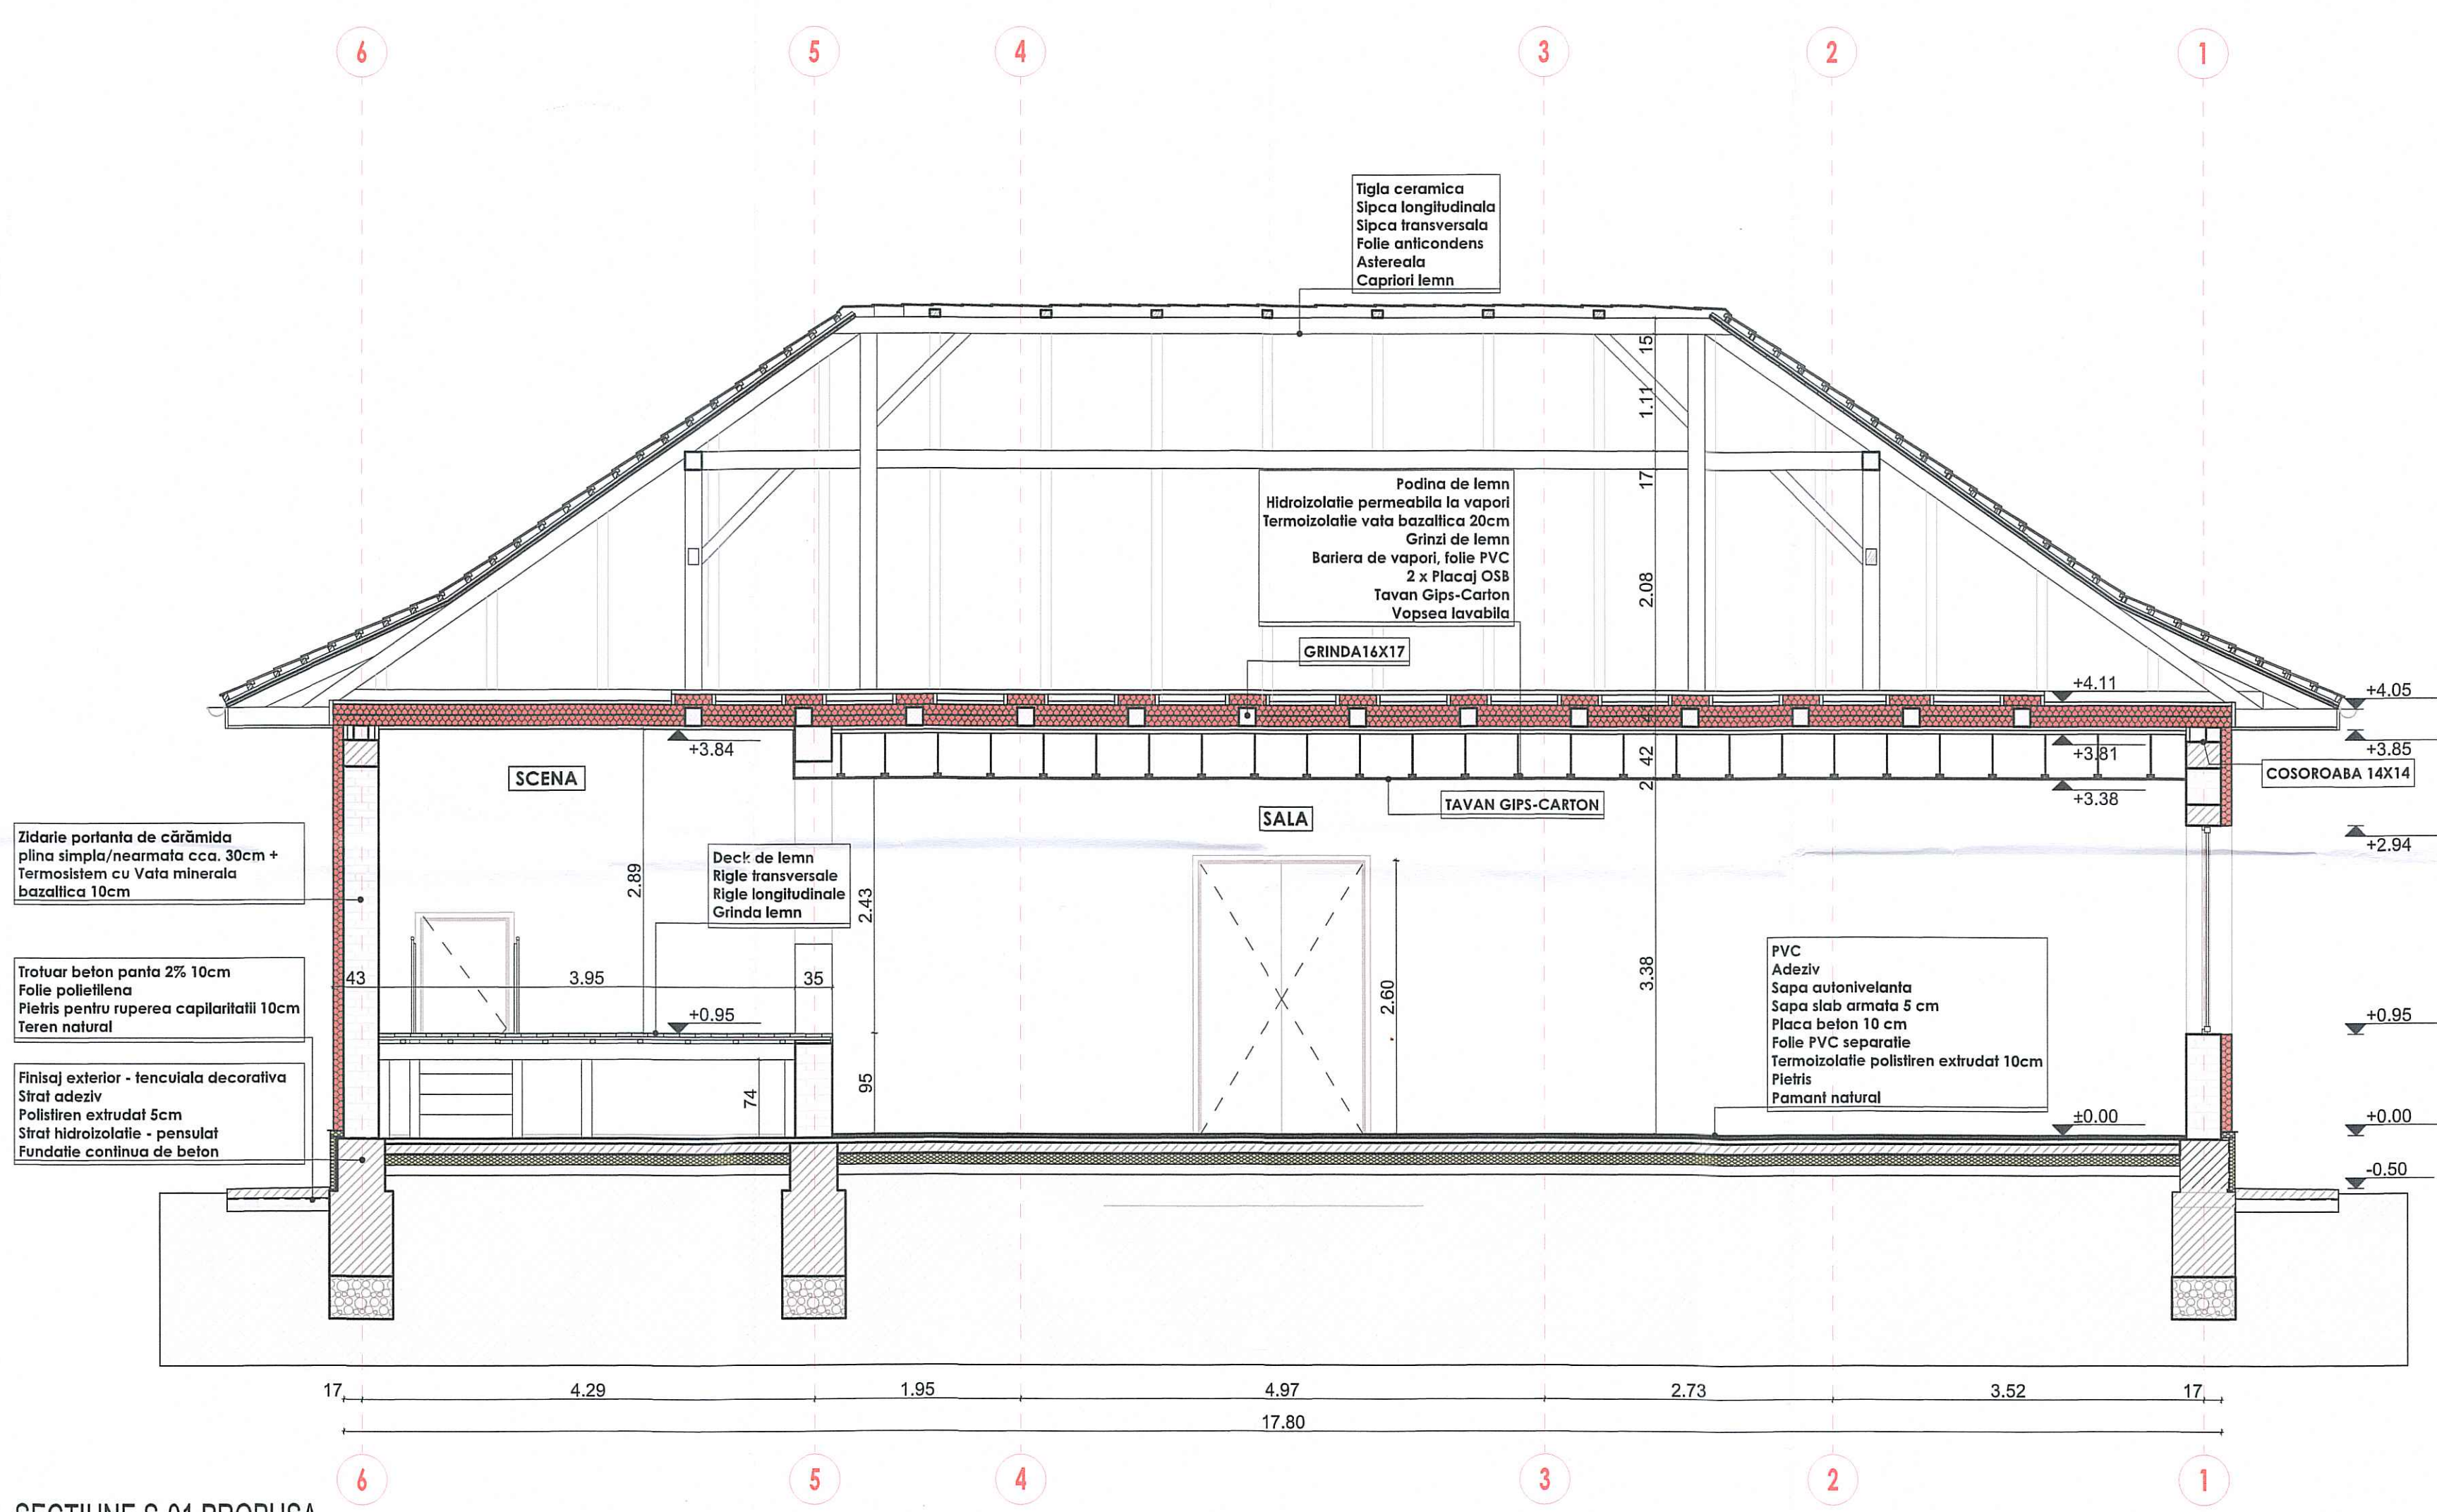 6
5
4
3
2
1
Tigla ceramica
Sipca longitudinala
Sipca transversala
Folie anticondens
Astereala
Capriori lemn
15
1.11
17
2.08
Podina de lemn
Hidroizolatie permeabila la vapori
Termoizolatie vata bazaltica 20cm
Grinzi de lemn
Bariera de vapori, folie PVC
2 x Placaj OSB
Tavan Gips-Carton
Vopsea lavabila
GRINDA16X17
+4.11
+4.05
+3.84
+3.81
+3.85
42
2
+3.38
COSOROABA 14X14
SCENA
TAVAN GIPS-CARTON
SALA
+2.94
Zidarie portanta de cărămida
plina simpla/nearmata cca. 30cm +
Termosistem cu Vata minerala
bazaltica 10cm
Deck de lemn
Rigle transversale
Rigle longitudinale
Grinda lemn
2.89
2.43
Trotuar beton panta 2% 10cm
Folie polietilena
Pietris pentru ruperea capilaritatii 10cm
Teren natural
43
3.95
35
2.60
3.38
PVC
Adeziv
Sapa autonivelanta
Sapa slab armata 5 cm
Placa beton 10 cm
Folie PVC separatie
Termoizolatie polistiren extrudat 10cm
Pietris
Pamant natural
+0.95
+0.95
Finisaj exterior - tencuiala decorativa
Strat adeziv
Polistiren extrudat 5cm
Strat hidroizolatie - pensulat
Fundatie continua de beton
74
95
±0.00
+0.00
-0.50
17
4.29
1.95
4.97
2.73
3.52
17
17.80
6
5
4
3
2
1
SECTIUNE S-01 PROPUSA